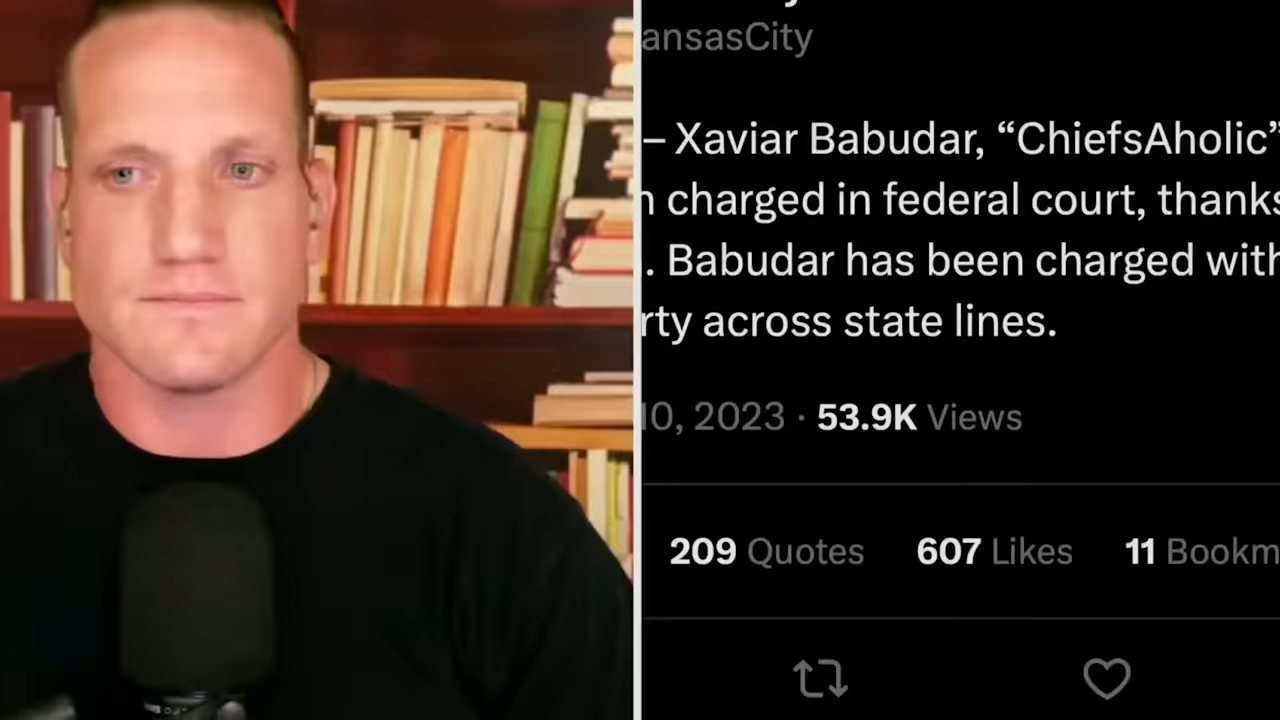 ansasCity
– Xaviar Babudar, “ChiefsAholic”
charged in federal court, thanks
. Babudar has been charged with
rty across state lines.
10, 2023 · 53.9K Views
209 Quotes 607 Likes 11 Bookm